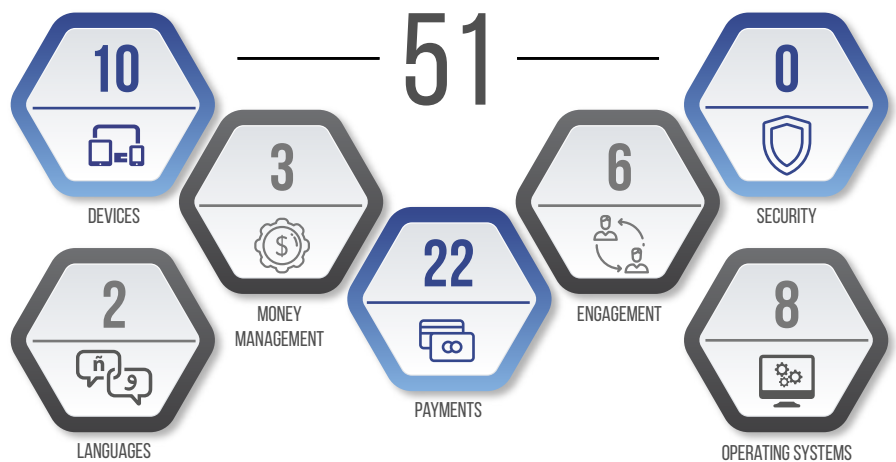 51
10
DEVICES
3
MONEY
MANAGEMENT
22
PAYMENTS
6
ENGAGEMENT
0
SECURITY
2
ñ و
LANGUAGES
8
OPERATING SYSTEMS